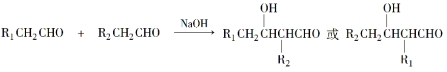 OH OH
R₁CH₂CHO + R₂CH₂CHO NaOH R₁CH₂CHCHCHO 或 R₂CH₂CHCHCHO
R₂ R₁